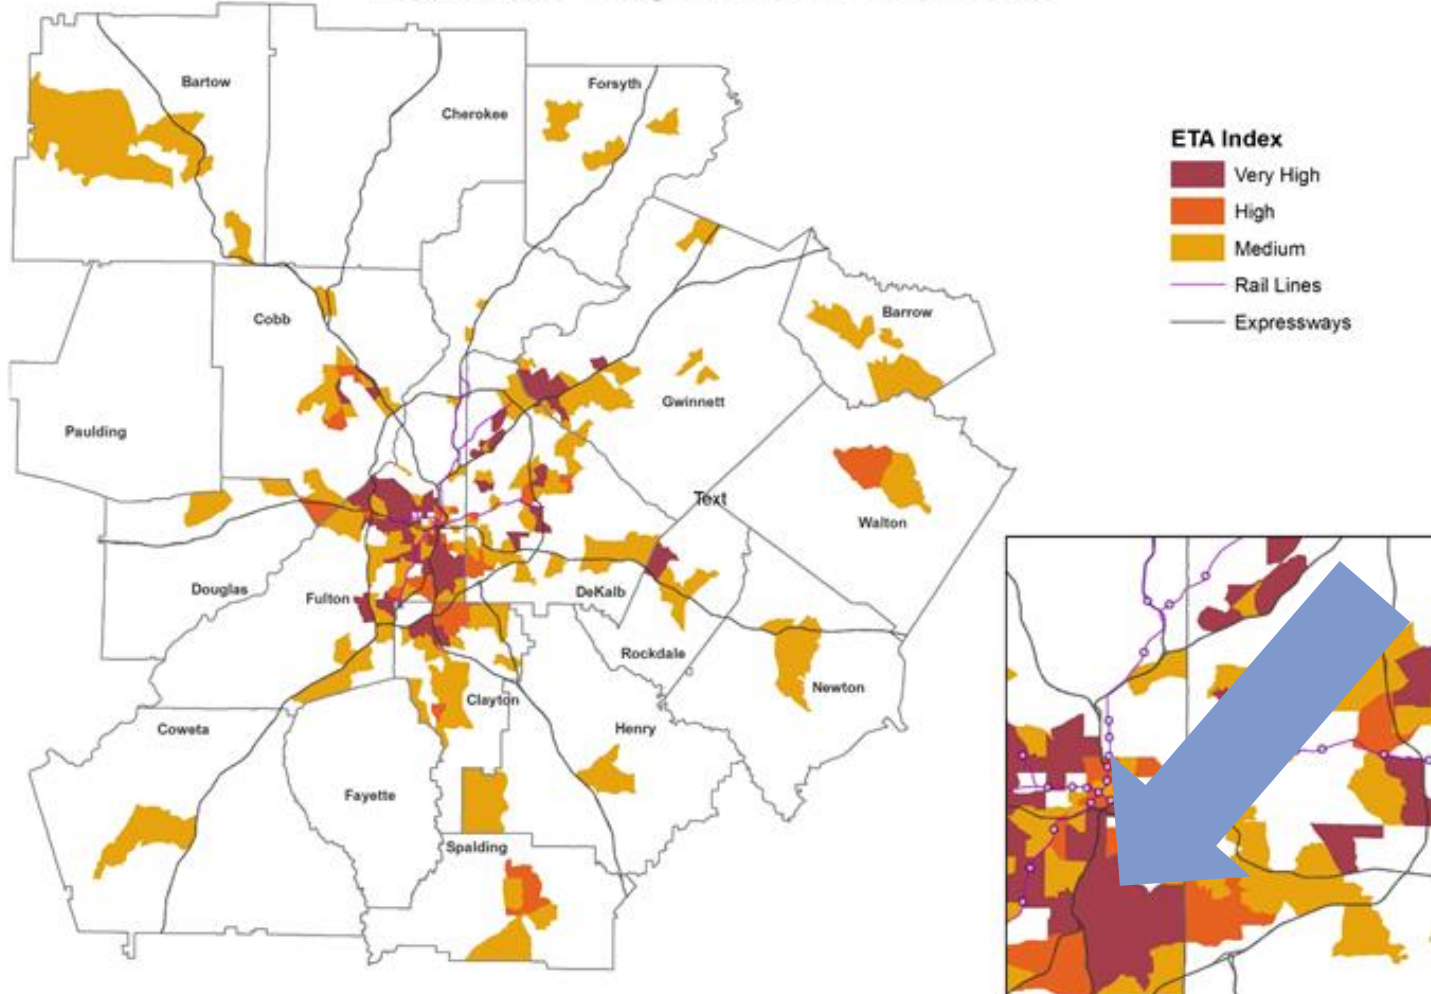 Bartow
Forsyth
Cherokee
ETA Index
Very High
High
Medium
Rail Lines
Expressways
Cobb
Barrow
Gwinnett
Paulding
Text
Walton
Douglas
Fulton
DeKalb
Rockdale
Newton
Clayton
Coweta
Henry
Fayette
Spalding